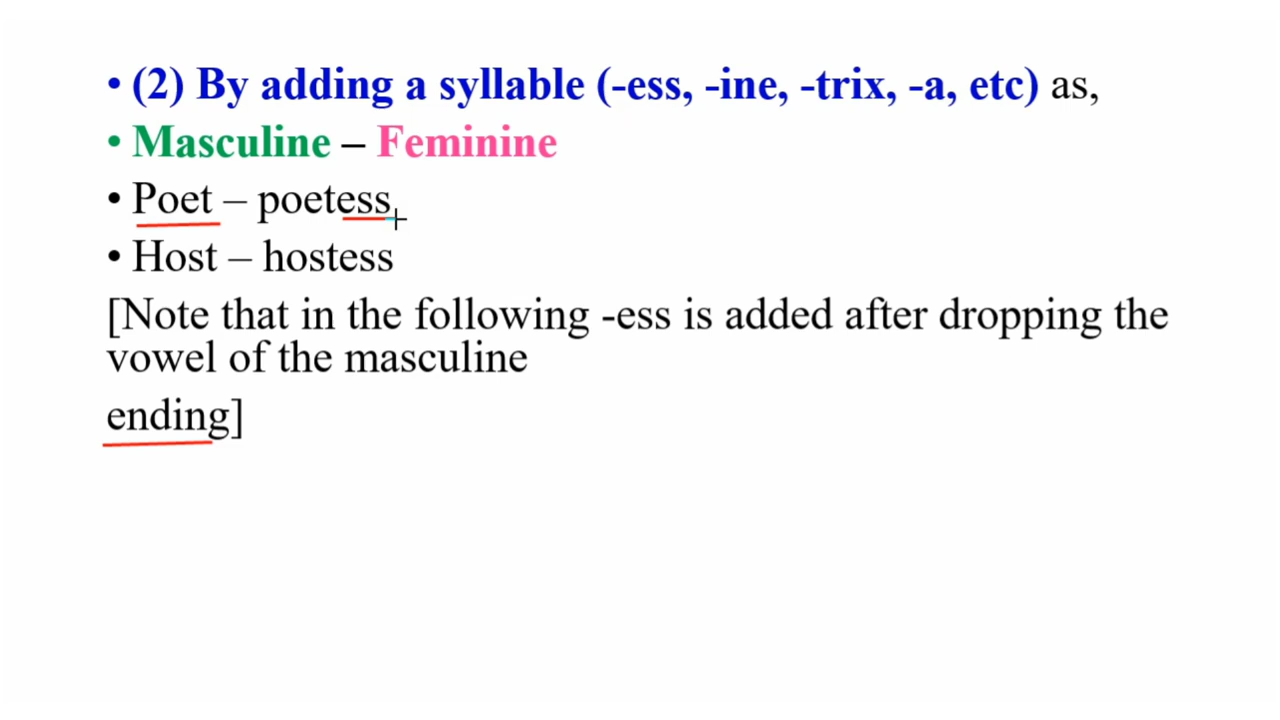 • (2) By adding a syllable (-ess, -ine, -trix, -a, etc) as,
• Masculine – Feminine
• Poet – poetess
• Host – hostess
[Note that in the following -ess is added after dropping the
vowel of the masculine
ending]